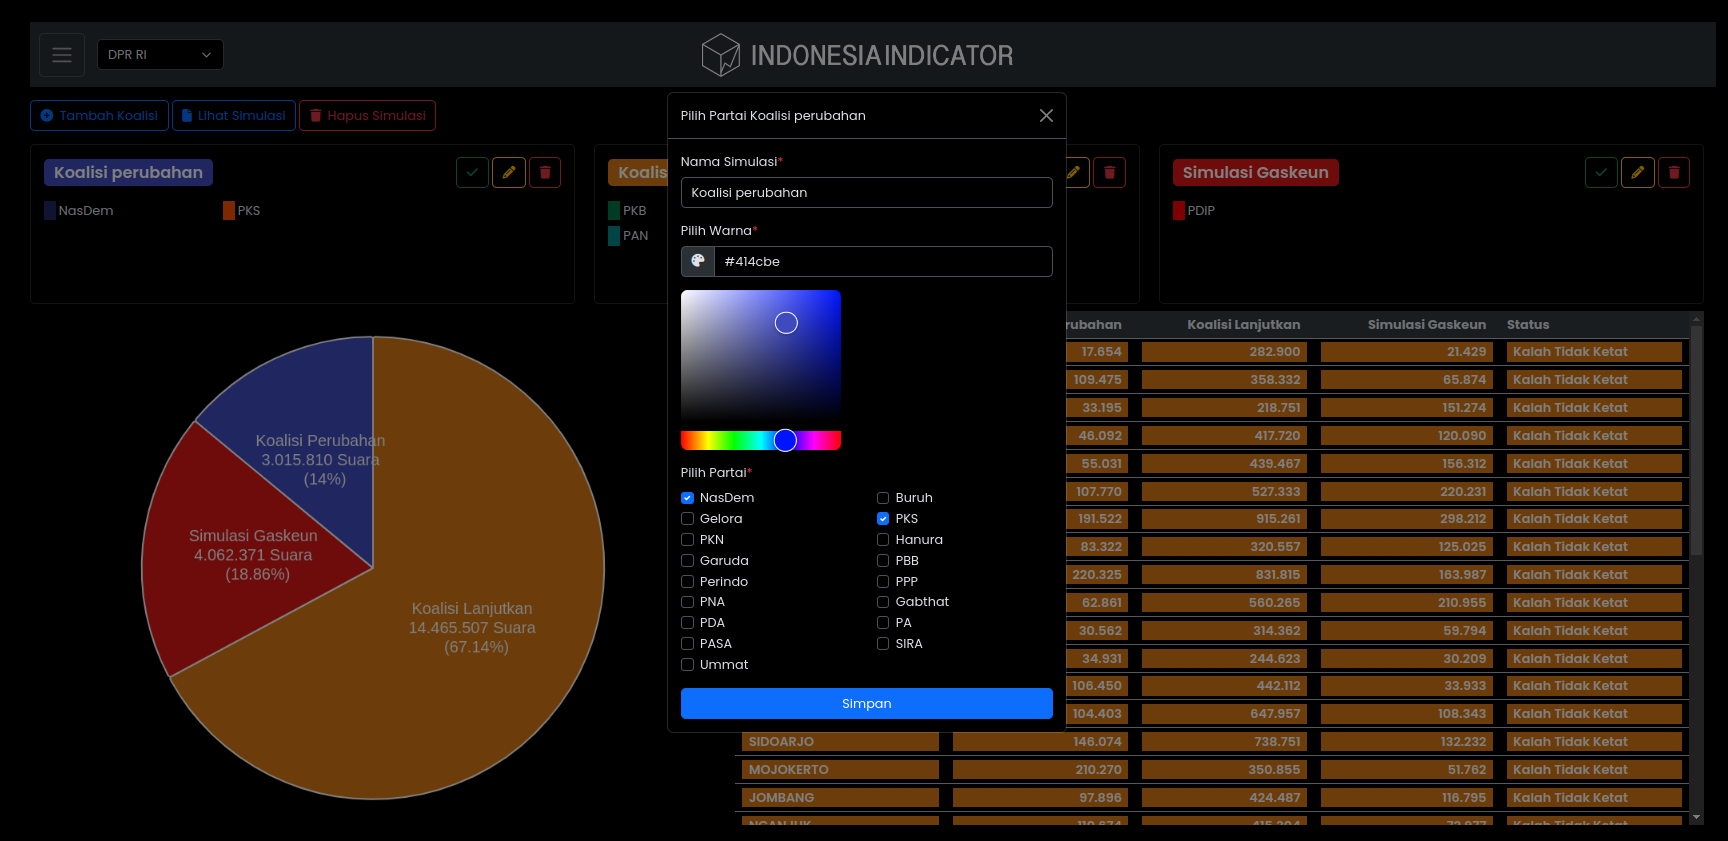 DPR RI
INDONESIA INDICATOR
Tambah Koalisi
Lihat Simulasi
Hapus Simulasi
Koalisi perubahan
NasDem
PKS
Koalis
PKB
PAN
Simulasi Gaskeun
PDIP
Pilih Partai Koalisi perubahan
Nama Simulasi*
Koalisi perubahan
Pilih Warna*
#414cbe
Pilih Partai*
NasDem
Buruh
Gelora
PKS
PKN
Hanura
Garuda
PBB
Perindo
PPP
PNA
Gabthat
PDA
PA
PASA
SIRA
Ummat
Simpan
Koalisi Perubahan
3.015.810 Suara
(14%)
Simulasi Gaskeun
4.062.371 Suara
(18.86%)
Koalisi Lanjutkan
14.465.507 Suara
(67.14%)
rubahan Koalisi Lanjutkan Simulasi Gaskeun Status
17.654 282.900 21.429 Kalah Tidak Ketat
109.475 358.332 65.874 Kalah Tidak Ketat
33.195 218.751 151.274 Kalah Tidak Ketat
46.092 417.720 120.090 Kalah Tidak Ketat
55.031 439.467 156.312 Kalah Tidak Ketat
107.770 527.333 220.231 Kalah Tidak Ketat
191.522 915.261 298.212 Kalah Tidak Ketat
83.322 320.557 125.025 Kalah Tidak Ketat
220.325 831.815 163.987 Kalah Tidak Ketat
62.861 560.265 210.955 Kalah Tidak Ketat
30.562 314.362 59.794 Kalah Tidak Ketat
34.931 244.623 30.209 Kalah Tidak Ketat
106.450 442.112 33.933 Kalah Tidak Ketat
104.403 647.957 108.343 Kalah Tidak Ketat
SIDOARJO 146.074 738.751 132.232 Kalah Tidak Ketat
MOJOKERTO 210.270 350.855 51.762 Kalah Tidak Ketat
JOMBANG 97.896 424.487 116.795 Kalah Tidak Ketat
NGANJUK Kalah Tidak Ketat